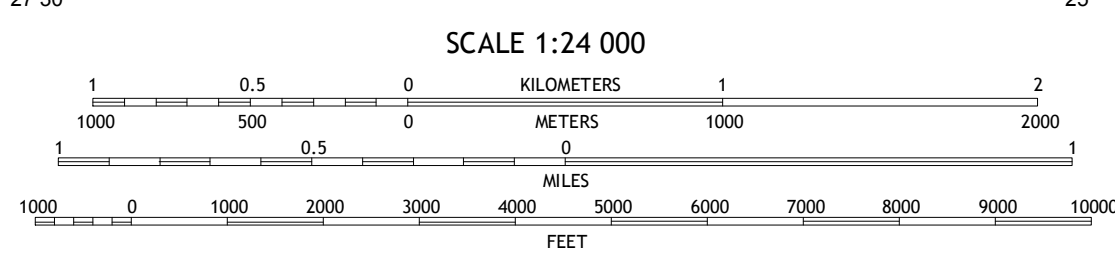 27'30" 25'
SCALE 1:24 000
1 0.5 0 KILOMETERS 1 2
1000 500 0 METERS 1000 2000
1 0.5 0 1
MILES
1000 0 1000 2000 3000 4000 5000 6000 7000 8000 9000 10000
FEET